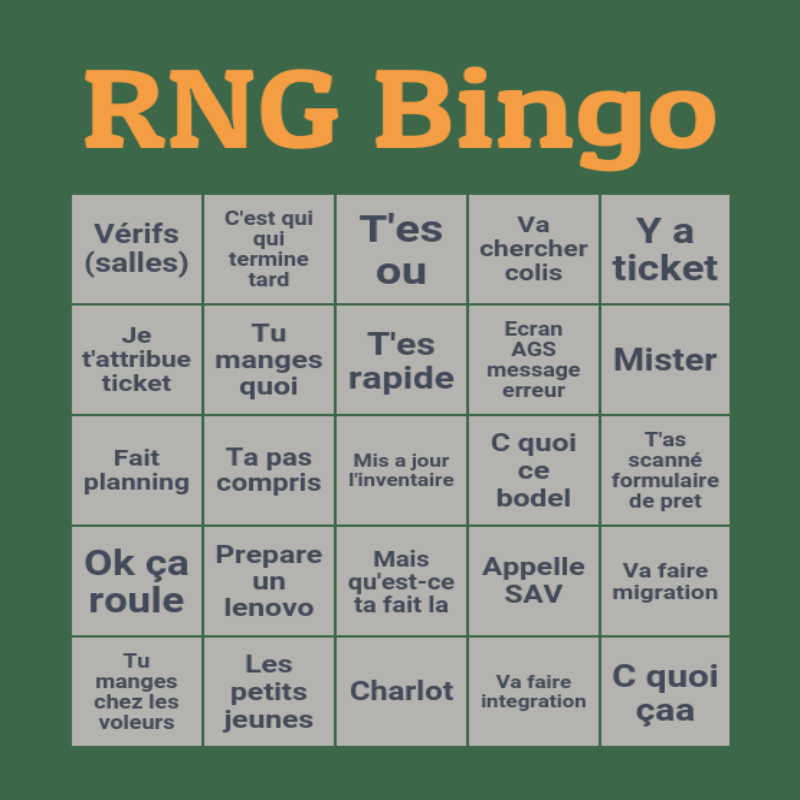 RNG Bingo
Vérifs
(salles)
C'est qui
qui
termine
tard
T'es
ou
Va
chercher
colis
Y a
ticket
Je
t'attribue
ticket
Tu
manges
quoi
T'es
rapide
Ecran
AGS
message
erreur
Mister
Fait
planning
Ta pas
compris
Mis a jour
l'inventaire
C quoi
ce
bodel
T'as
scanné
formulaire
de pret
Ok ça
roule
Prepare
un
lenovo
Mais
qu'est-ce
ta fait la
Appelle
SAV
Va faire
migration
Tu
manges
chez les
voleurs
Les
petits
jeunes
Charlot
Va faire
integration
C quoi
çaa